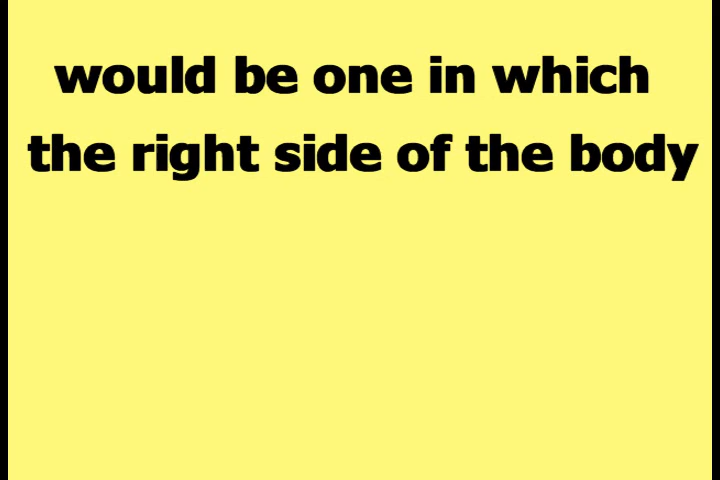 would be one in which
the right side of the body